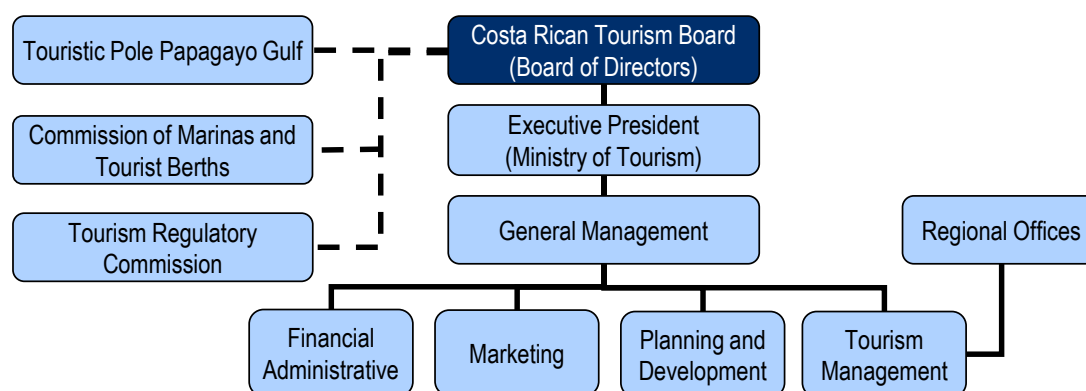 Touristic Pole Papagayo Gulf
Costa Rican Tourism Board
(Board of Directors)
Commission of Marinas and
Tourist Berths
Executive President
(Ministry of Tourism)
Tourism Regulatory
Commission
General Management
Regional Offices
Financial
Administrative
Marketing
Planning and
Development
Tourism
Management